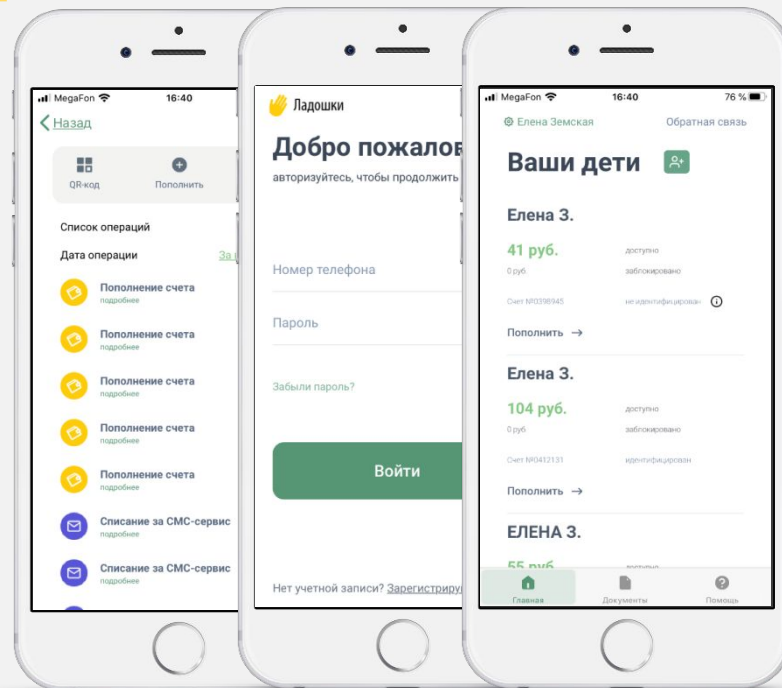 MegaFon 16:40
Назад
QR-код Пополнить
Список операций
Дата операции За
Пополнение счета
подробнее
Пополнение счета
подробнее
Пополнение счета
подробнее
Пополнение счета
подробнее
Пополнение счета
подробнее
Списание за СМС-сервис
подробнее
Списание за СМС-сервис
подробнее
Ладошки
Добро пожалов
авторизуйтесь, чтобы продолжить
Номер телефона
Пароль
Забыли пароль?
Войти
Нет учетной записи? Зарегистриру
MegaFon 16:40 76 %
Елена Земская Обратная связь
Ваши дети
Елена З.
41 руб. доступно
0 руб. заблокировано
Счет №0398945 не идентифицирован
Пополнить →
Елена З.
104 руб. доступно
0 руб. заблокировано
Счет №0412131 идентифицирован
Пополнить →
ЕЛЕНА З.
55 руб. доступно
Главная Документы Помощь